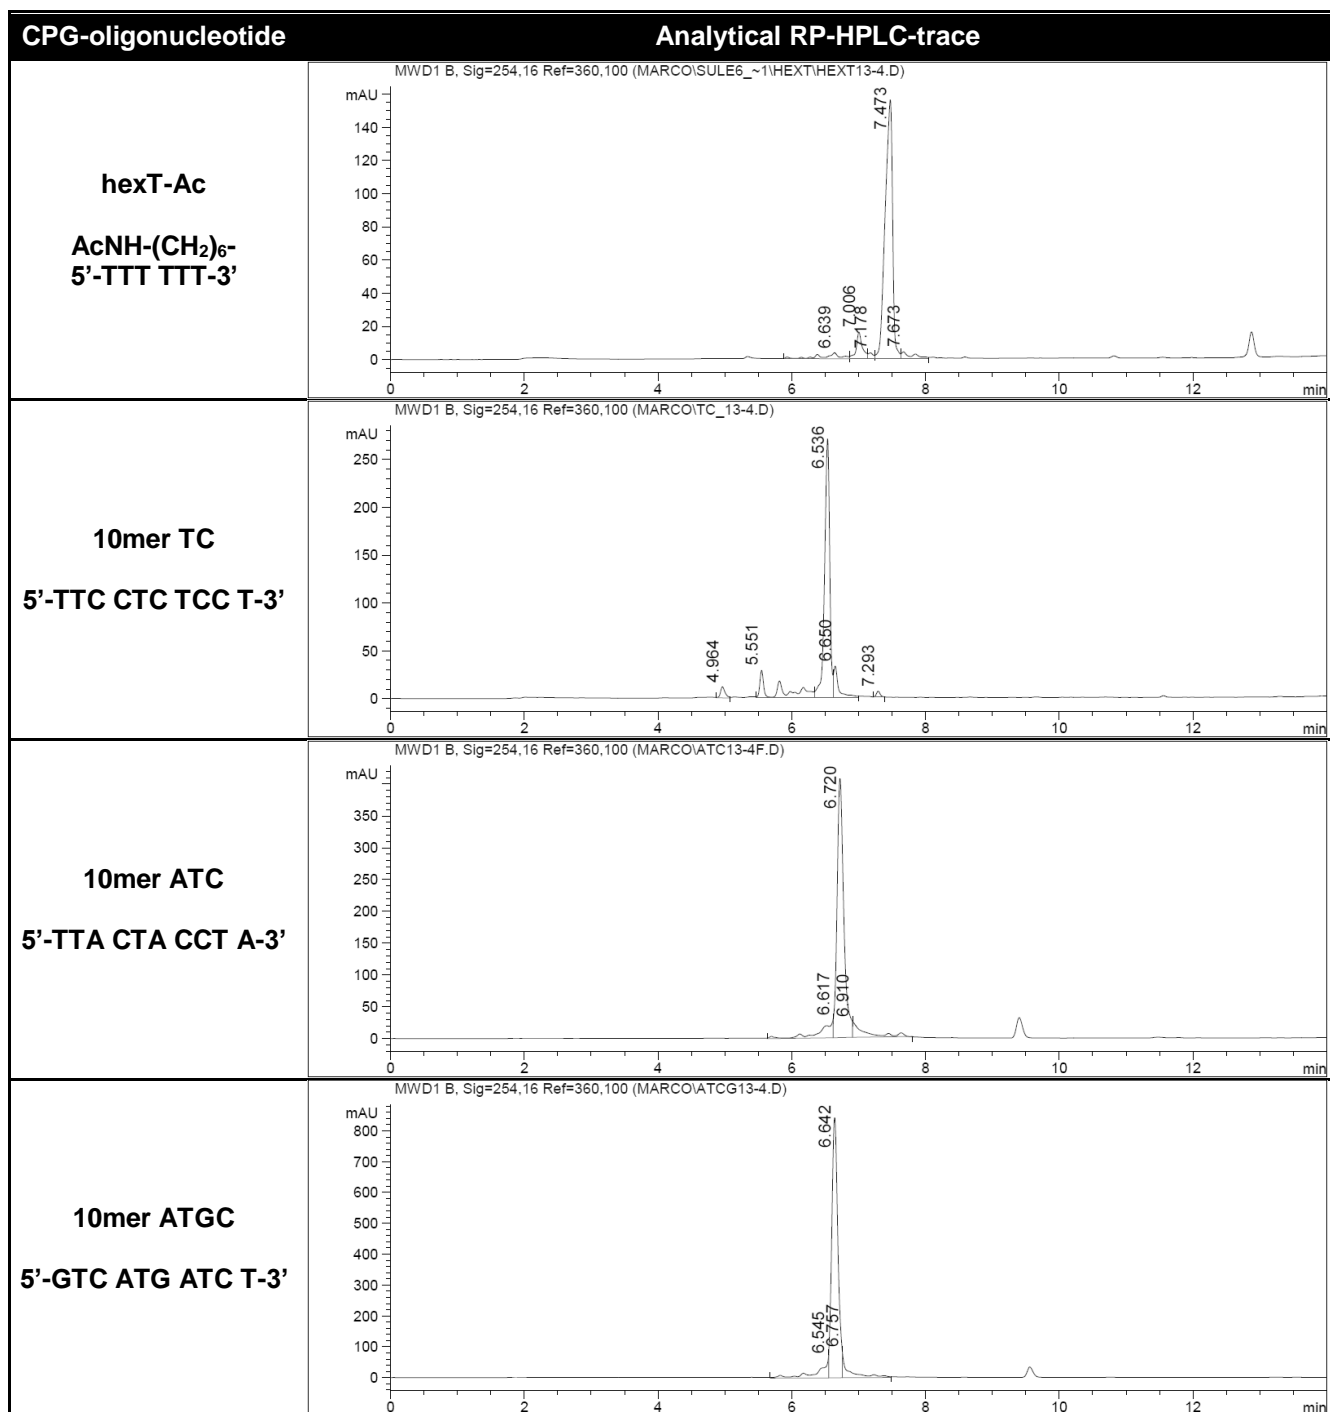 CPG-oligonucleotide
Analytical RP-HPLC-trace
hexT-Ac
AcNH-(CH₂)₆-
5’-TTT TTT-3’
MWD1 B, Sig=254,16 Ref=360,100 (MARCO\SULE6_~1\HEXT\HEXT13-4.D)
mAU
140
120
100
80
60
40
20
0
6.639
7.006
7.178
7.473
7.673
0 2 4 6 8 10 12 min
10mer TC
5’-TTC CTC TCC T-3’
MWD1 B, Sig=254,16 Ref=360,100 (MARCO\TC_13-4.D)
mAU
250
200
150
100
50
0
4.964
5.551
6.536
6.650
7.293
0 2 4 6 8 10 12 min
10mer ATC
5’-TTA CTA CCT A-3’
MWD1 B, Sig=254,16 Ref=360,100 (MARCO\ATC13-4F.D)
mAU
350
300
250
200
150
100
50
0
6.617
6.720
6.910
0 2 4 6 8 10 12 min
10mer ATGC
5’-GTC ATG ATC T-3’
MWD1 B, Sig=254,16 Ref=360,100 (MARCO\ATCG13-4.D)
mAU
800
700
600
500
400
300
200
100
0
6.545
6.642
6.757
0 2 4 6 8 10 12 min